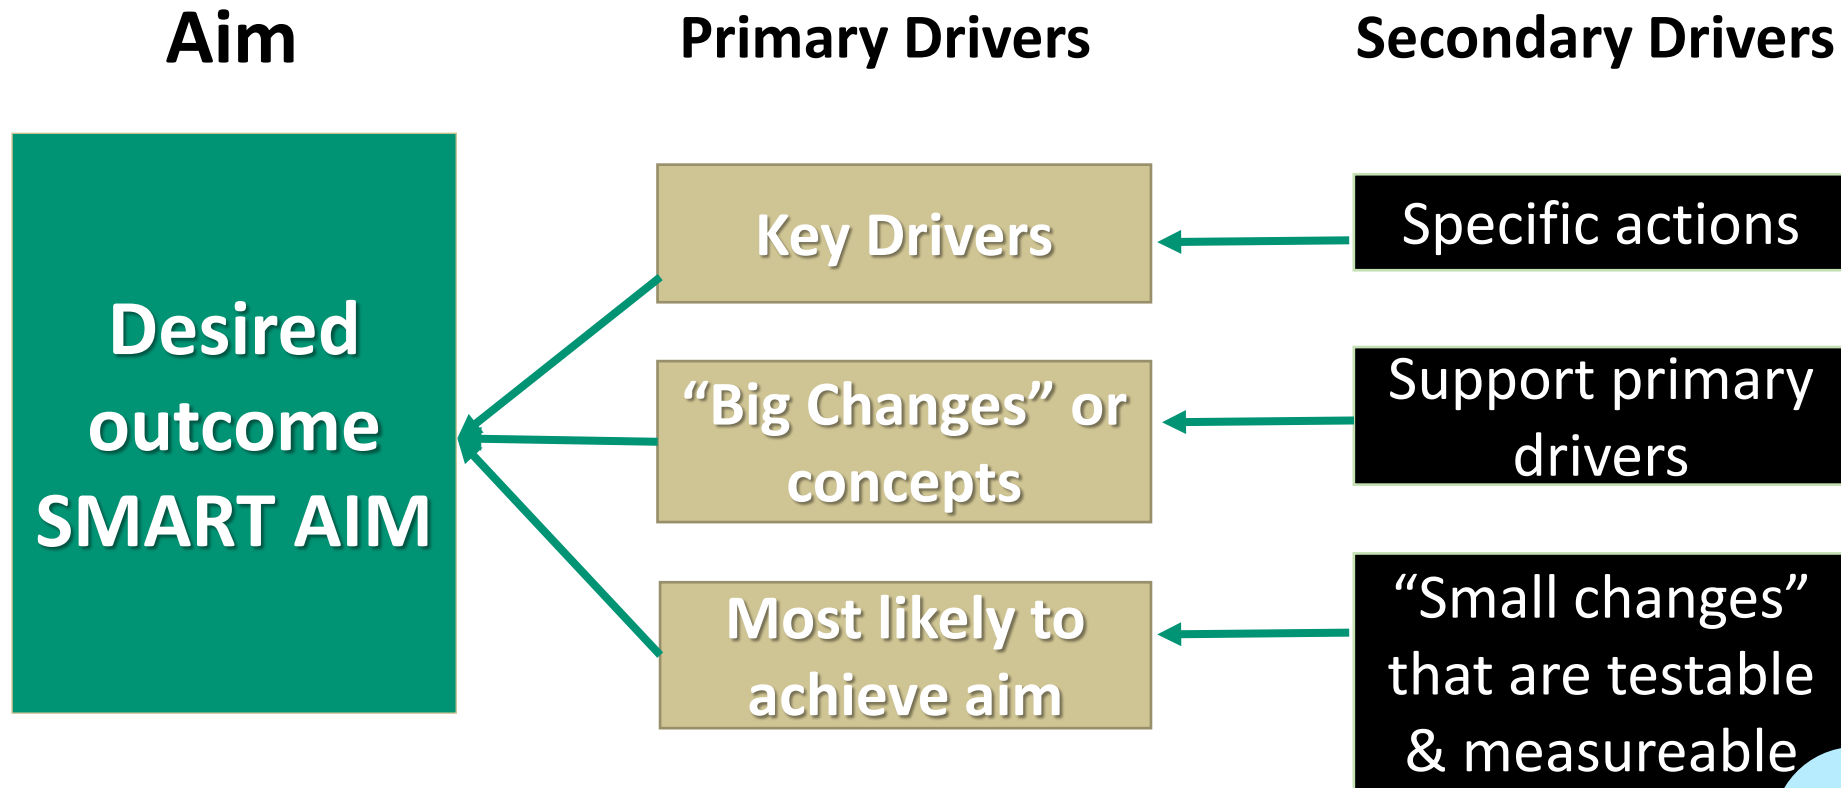 Aim
Primary Drivers
Secondary Drivers
Desired
outcome
SMART AIM
Key Drivers
“Big Changes” or
concepts
Most likely to
achieve aim
Specific actions
Support primary
drivers
“Small changes”
that are testable
& measureable